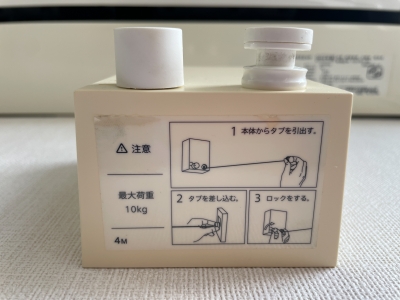 ⚠ 注意
最大荷重
10kg
4M
1 本体からタブを引出す。
2 タブを差し込む。
3 ロックをする。